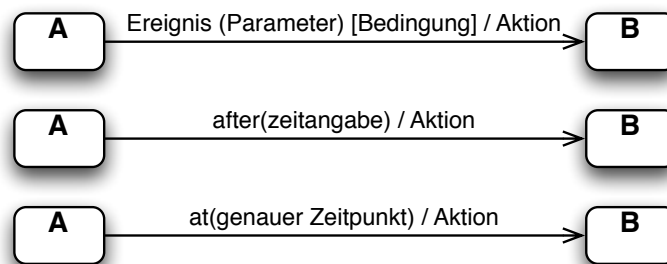 A Ereignis (Parameter) [Bedingung] / Aktion B
A after(zeitangabe) / Aktion B
A at(genauer Zeitpunkt) / Aktion B